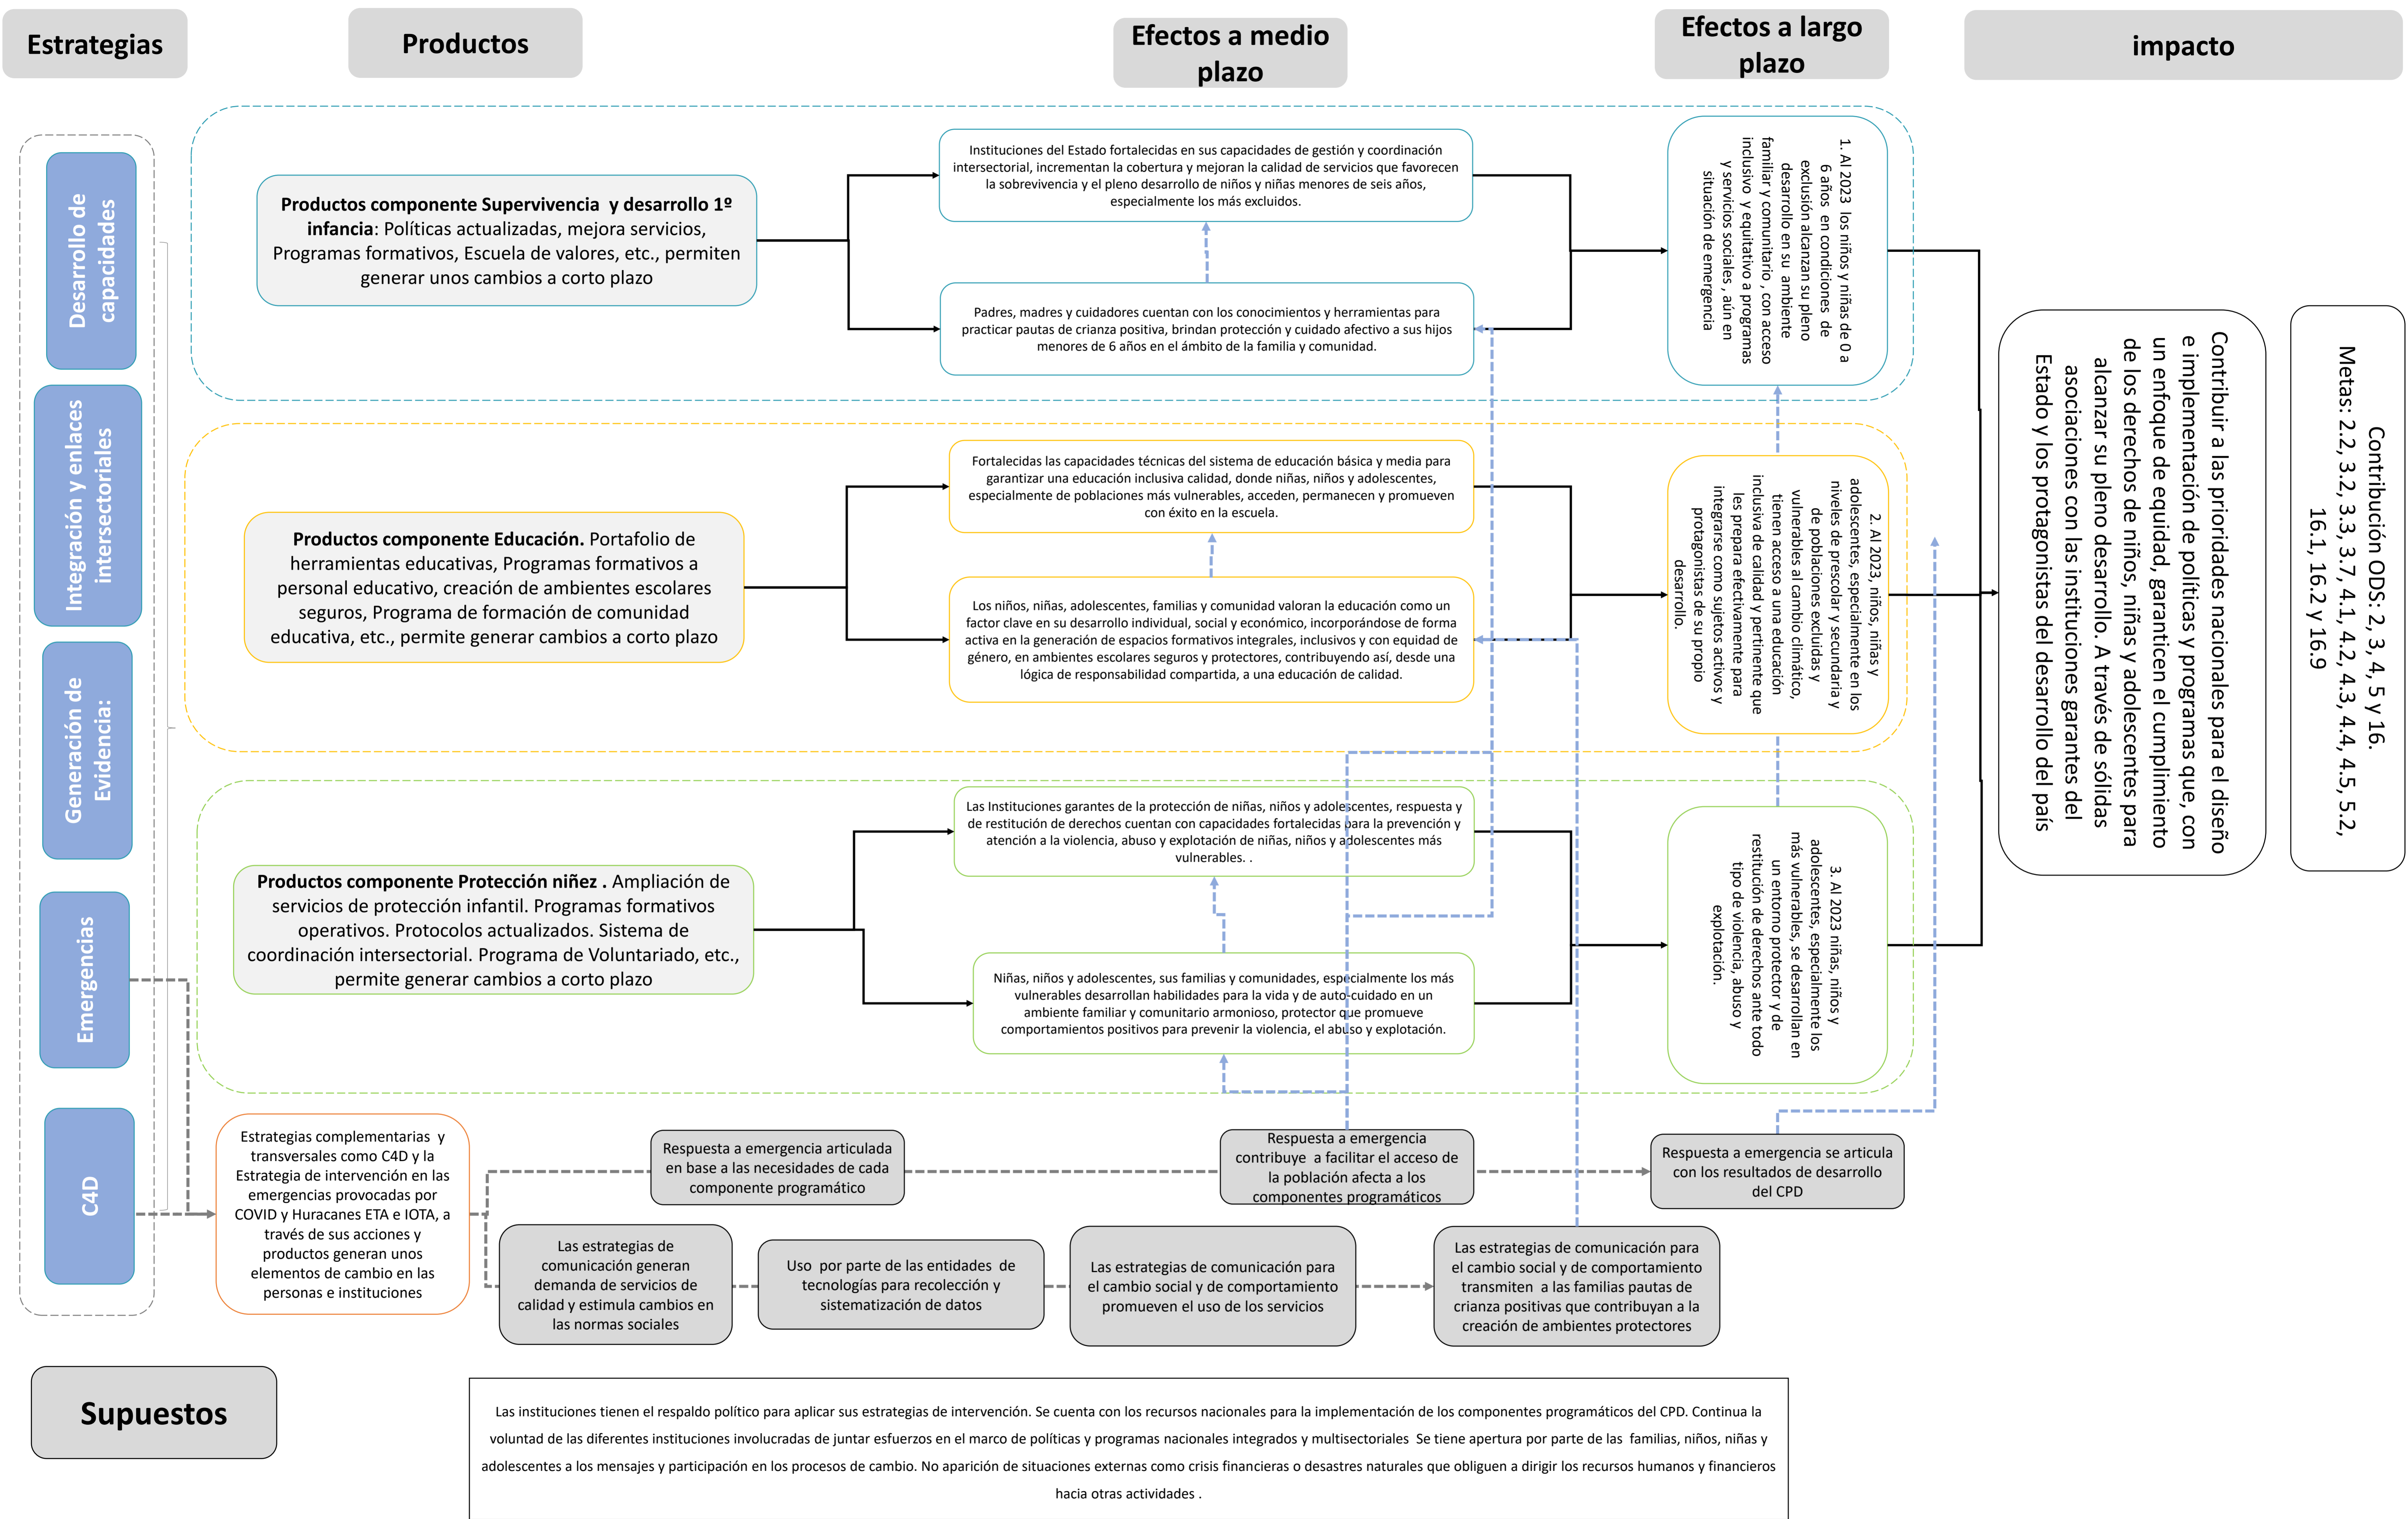 Estrategias
Productos
Efectos a medio
plazo
Efectos a largo
plazo
impacto
Desarrollo de
capacidades
Integración y enlaces
intersectoriales
Generación de
Evidencia:
Emergencias
C4D
Productos componente Supervivencia y desarrollo 1º
infancia: Políticas actualizadas, mejora servicios,
Programas formativos, Escuela de valores, etc., permiten
generar unos cambios a corto plazo
Instituciones del Estado fortalecidas en sus capacidades de gestión y coordinación
intersectorial, incrementan la cobertura y mejoran la calidad de servicios que favorecen
la sobrevivencia y el pleno desarrollo de niños y niñas menores de seis años,
especialmente los más excluidos.
Padres, madres y cuidadores cuentan con los conocimientos y herramientas para
practicar pautas de crianza positiva, brindan protección y cuidado afectivo a sus hijos
menores de 6 años en el ámbito de la familia y comunidad.
1. Al 2023 los niños y niñas de 0 a
6 años en condiciones de
exclusión alcanzan su pleno
desarrollo en su ambiente
familiar y comunitario , con acceso
inclusivo y equitativo a programas
y servicios sociales , aún en
situación de emergencia
Productos componente Educación. Portafolio de
herramientas educativas, Programas formativos a
personal educativo, creación de ambientes escolares
seguros, Programa de formación de comunidad
educativa, etc., permite generar cambios a corto plazo
Fortalecidas las capacidades técnicas del sistema de educación básica y media para
garantizar una educación inclusiva calidad, donde niñas, niños y adolescentes,
especialmente de poblaciones más vulnerables, acceden, permanecen y promueven
con éxito en la escuela.
Los niños, niñas, adolescentes, familias y comunidad valoran la educación como un
factor clave en su desarrollo individual, social y económico, incorporándose de forma
activa en la generación de espacios formativos integrales, inclusivos y con equidad de
género, en ambientes escolares seguros y protectores, contribuyendo así, desde una
lógica de responsabilidad compartida, a una educación de calidad.
2. Al 2023, niños, niñas y
adolescentes, especialmente en los
niveles de prescolar y secundaria y
de poblaciones excluidas y
vulnerables al cambio climático,
tienen acceso a una educación
inclusiva de calidad y pertinente que
les prepara efectivamente para
integrarse como sujetos activos y
protagonistas de su propio
desarrollo.
Productos componente Protección niñez . Ampliación de
servicios de protección infantil. Programas formativos
operativos. Protocolos actualizados. Sistema de
coordinación intersectorial. Programa de Voluntariado, etc.,
permite generar cambios a corto plazo
Las Instituciones garantes de la protección de niñas, niños y adolescentes, respuesta y
de restitución de derechos cuentan con capacidades fortalecidas para la prevención y
atención a la violencia, abuso y explotación de niñas, niños y adolescentes más
vulnerables. .
Niñas, niños y adolescentes, sus familias y comunidades, especialmente los más
vulnerables desarrollan habilidades para la vida y de auto-cuidado en un
ambiente familiar y comunitario armonioso, protector que promueve
comportamientos positivos para prevenir la violencia, el abuso y explotación.
3. Al 2023 niñas, niños y
adolescentes, especialmente los
más vulnerables, se desarrollan en
un entorno protector y de
restitución de derechos ante todo
tipo de violencia, abuso y
explotación.
Contribuir a las prioridades nacionales para el diseño
e implementación de políticas y programas que, con
un enfoque de equidad, garanticen el cumplimiento
de los derechos de niños, niñas y adolescentes para
alcanzar su pleno desarrollo. A través de sólidas
asociaciones con las instituciones garantes del
Estado y los protagonistas del desarrollo del país
Contribución ODS: 2, 3, 4, 5 y 16.
Metas: 2.2, 3.2, 3.3, 3.7, 4.1, 4.2, 4.3, 4.4, 4.5, 5.2,
16.1, 16.2 y 16.9
Estrategias complementarias y
transversales como C4D y la
Estrategia de intervención en las
emergencias provocadas por
COVID y Huracanes ETA e IOTA, a
través de sus acciones y
productos generan unos
elementos de cambio en las
personas e instituciones
Respuesta a emergencia articulada
en base a las necesidades de cada
componente programático
Respuesta a emergencia
contribuye a facilitar el acceso de
la población afecta a los
componentes programáticos
Respuesta a emergencia se articula
con los resultados de desarrollo
del CPD
Las estrategias de
comunicación generan
demanda de servicios de
calidad y estimula cambios en
las normas sociales
Uso por parte de las entidades de
tecnologías para recolección y
sistematización de datos
Las estrategias de comunicación para
el cambio social y de comportamiento
promueven el uso de los servicios
Las estrategias de comunicación para
el cambio social y de comportamiento
transmiten a las familias pautas de
crianza positivas que contribuyan a la
creación de ambientes protectores
Supuestos
Las instituciones tienen el respaldo político para aplicar sus estrategias de intervención. Se cuenta con los recursos nacionales para la implementación de los componentes programáticos del CPD. Continua la
voluntad de las diferentes instituciones involucradas de juntar esfuerzos en el marco de políticas y programas nacionales integrados y multisectoriales Se tiene apertura por parte de las familias, niños, niñas y
adolescentes a los mensajes y participación en los procesos de cambio. No aparición de situaciones externas como crisis financieras o desastres naturales que obliguen a dirigir los recursos humanos y financieros
hacia otras actividades .